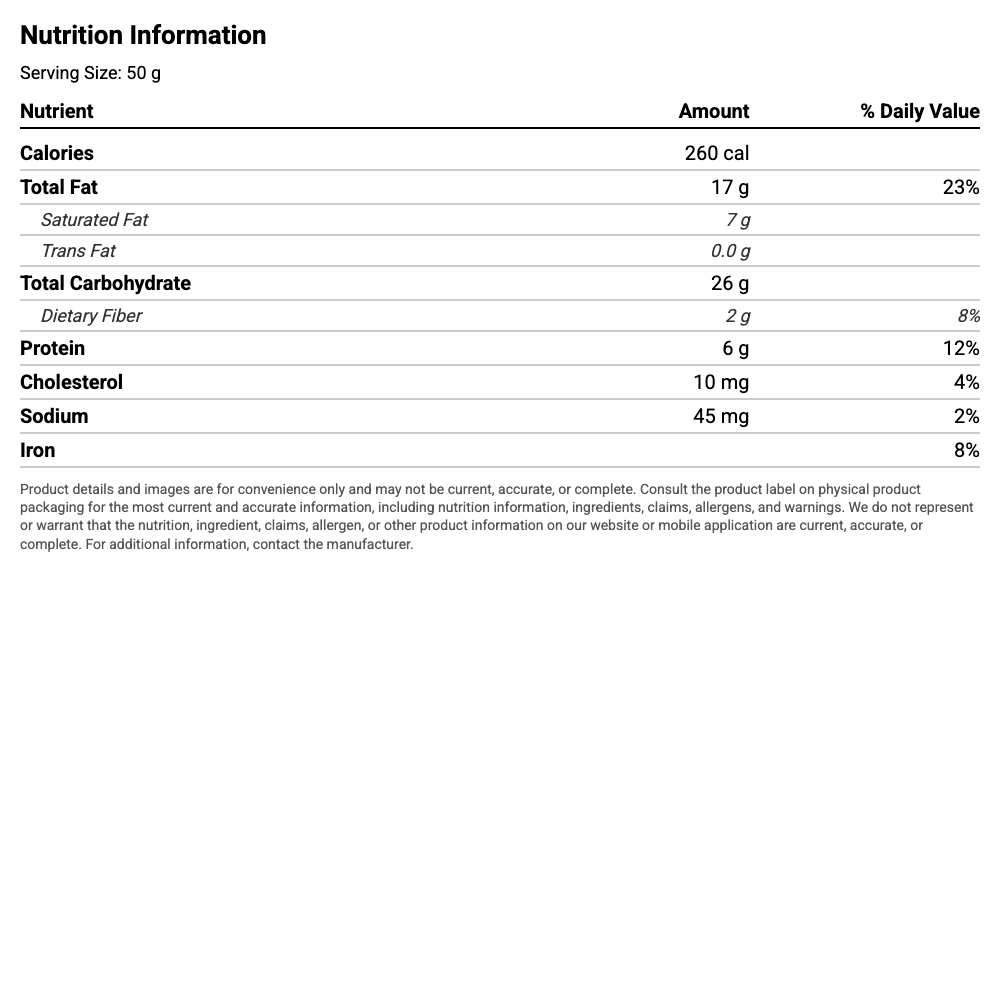 Nutrition Information
Serving Size: 50 g
Nutrient Amount % Daily Value
Calories 260 cal
Total Fat 17 g 23%
Saturated Fat 7 g
Trans Fat 0.0 g
Total Carbohydrate 26 g
Dietary Fiber 2 g 8%
Protein 6 g 12%
Cholesterol 10 mg 4%
Sodium 45 mg 2%
Iron 8%
Product details and images are for convenience only and may not be current, accurate, or complete. Consult the product label on physical product
packaging for the most current and accurate information, including nutrition information, ingredients, claims, allergens, and warnings. We do not represent
or warrant that the nutrition, ingredient, claims, allergen, or other product information on our website or mobile application are current, accurate, or
complete. For additional information, contact the manufacturer.